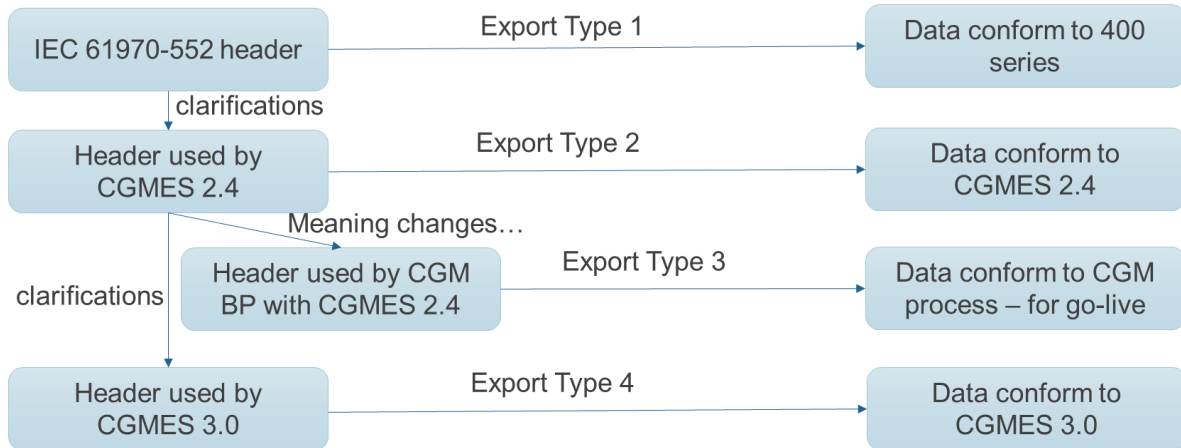 IEC 61970-552 header
Export Type 1
Data conform to 400
series
clarifications
Header used by
CGMES 2.4
Export Type 2
Data conform to
CGMES 2.4
Meaning changes…
Header used by CGM
BP with CGMES 2.4
Export Type 3
Data conform to CGM
process – for go-live
clarifications
Header used by
CGMES 3.0
Export Type 4
Data conform to
CGMES 3.0